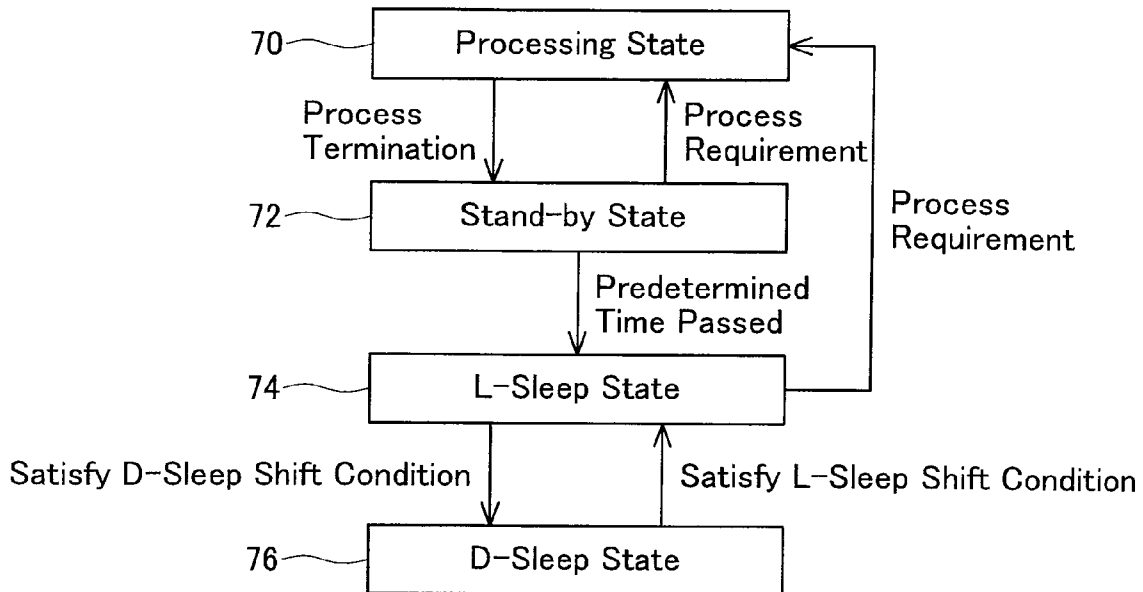 70
Processing State
Process
Termination
Process
Requirement
72
Stand-by State
Process
Requirement
Predetermined
Time Passed
74
L-Sleep State
Satisfy D-Sleep Shift Condition
Satisfy L-Sleep Shift Condition
76
D-Sleep State